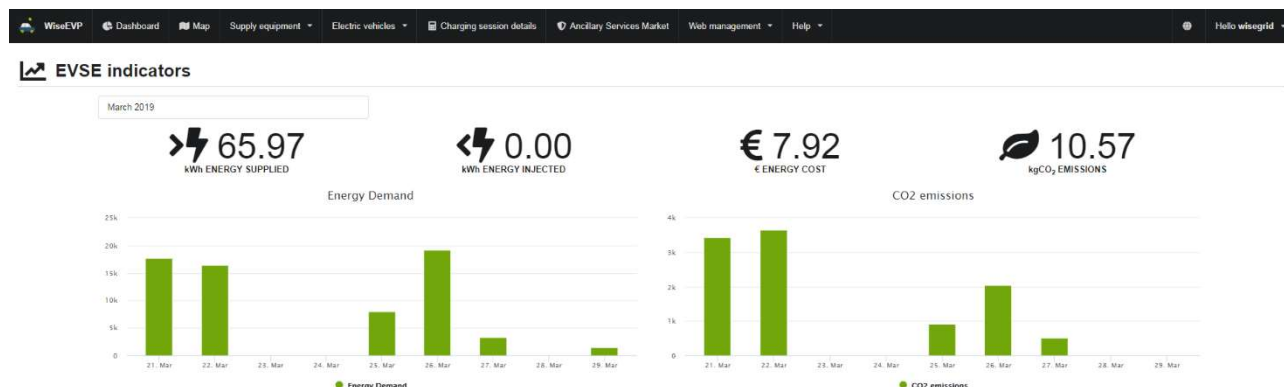 WiseEVP Dashboard Map Supply equipment Electric vehicles Charging session details Ancillary Services Market Web management Help Hello wisegrid
EVSE indicators
March 2019
65.97 0.00 € 7.92 10.57
kWh ENERGY SUPPLIED kWh ENERGY INJECTED € ENERGY COST kgCO₂ EMISSIONS
Energy Demand
25k
20k
15k
10k
5k
0
21. Mar 22. Mar 23. Mar 24. Mar 25. Mar 26. Mar 27. Mar 28. Mar 29. Mar
Energy Demand
CO2 emissions
4k
3k
2k
1k
0
21. Mar 22. Mar 23. Mar 24. Mar 25. Mar 26. Mar 27. Mar 28. Mar 29. Mar
CO2 emissions